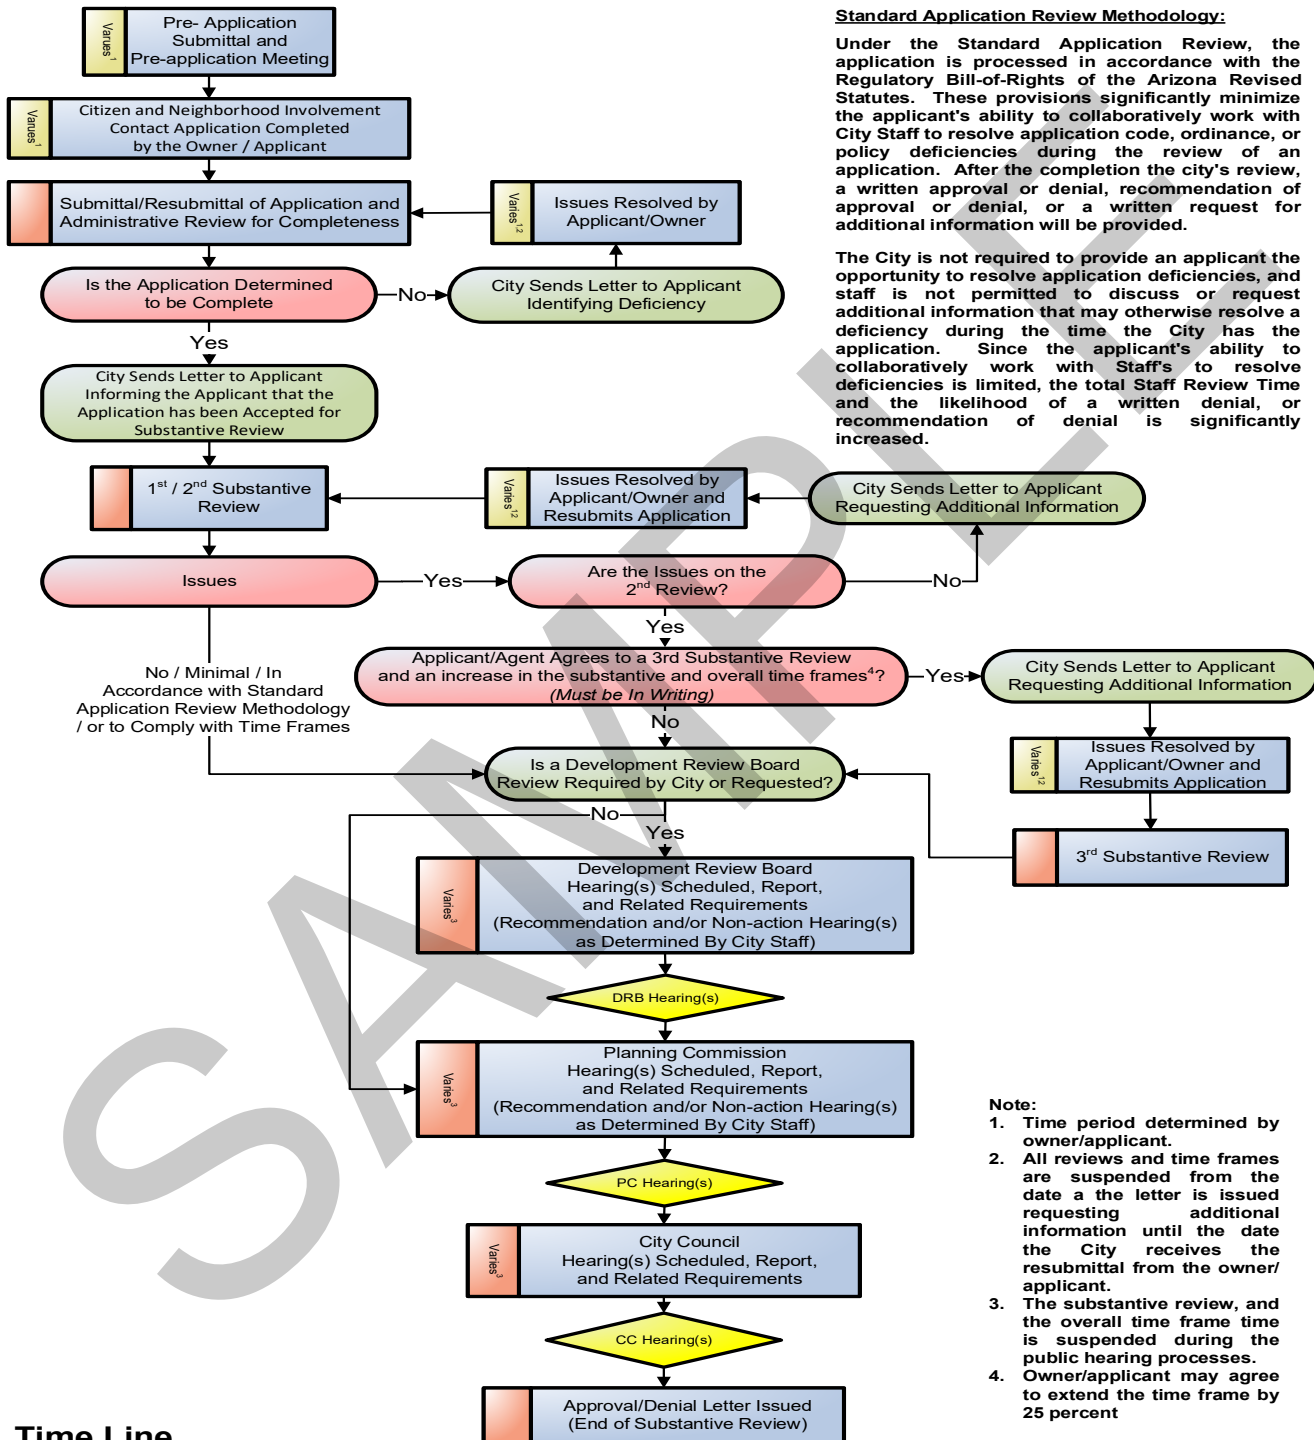 Pre- Application
Submittal and
Pre-application Meeting
Varues1
Citizen and Neighborhood Involvement
Contact Application Completed
by the Owner / Applicant
Varues1
Submittal/Resubmittal of Application and
Administrative Review for Completeness
Issues Resolved by
Applicant/Owner
Varies1,2
Is the Application Determined
to be Complete
No
City Sends Letter to Applicant
Identifying Deficiency
Yes
City Sends Letter to Applicant
Informing the Applicant that the
Application has been Accepted for
Substantive Review
Standard Application Review Methodology:
Under the Standard Application Review, the
application is processed in accordance with the
Regulatory Bill-of-Rights of the Arizona Revised
Statutes. These provisions significantly minimize
the applicant's ability to collaboratively work with
City Staff to resolve application code, ordinance, or
policy deficiencies during the review of an
application. After the completion the city's review,
a written approval or denial, recommendation of
approval or denial, or a written request for
additional information will be provided.
The City is not required to provide an applicant the
opportunity to resolve application deficiencies, and
staff is not permitted to discuss or request
additional information that may otherwise resolve a
deficiency during the time the City has the
application. Since the applicant's ability to
collaboratively work with Staff's to resolve
deficiencies is limited, the total Staff Review Time
and the likelihood of a written denial, or
recommendation of denial is significantly
increased.
1st / 2nd Substantive
Review
Issues Resolved by
Applicant/Owner and
Resubmits Application
Varies1,2
City Sends Letter to Applicant
Requesting Additional Information
Issues
Yes
Are the Issues on the
2nd Review?
No
Yes
No / Minimal / In
Accordance with Standard
Application Review Methodology
/ or to Comply with Time Frames
Applicant/Agent Agrees to a 3rd Substantive Review
and an increase in the substantive and overall time frames4?
(Must be In Writing)
Yes
City Sends Letter to Applicant
Requesting Additional Information
No
Is a Development Review Board
Review Required by City or Requested?
Issues Resolved by
Applicant/Owner and
Resubmits Application
Varies1,2
No
Yes
3rd Substantive Review
Development Review Board
Hearing(s) Scheduled, Report,
and Related Requirements
(Recommendation and/or Non-action Hearing(s)
as Determined By City Staff)
Varies3
DRB Hearing(s)
Planning Commission
Hearing(s) Scheduled, Report,
and Related Requirements
(Recommendation and/or Non-action Hearing(s)
as Determined By City Staff)
Varies3
PC Hearing(s)
City Council
Hearing(s) Scheduled, Report,
and Related Requirements
Varies3
CC Hearing(s)
Approval/Denial Letter Issued
(End of Substantive Review)
Note:
1. Time period determined by
owner/applicant.
2. All reviews and time frames
are suspended from the
date a the letter is issued
requesting additional
information until the date
the City receives the
resubmittal from the owner/
applicant.
3. The substantive review, and
the overall time frame time
is suspended during the
public hearing processes.
4. Owner/applicant may agree
to extend the time frame by
25 percent
Time Line
SAMPLE